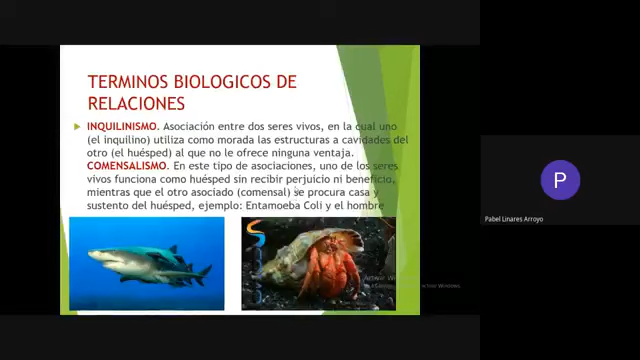 TERMINOS BIOLOGICOS DE
RELACIONES
INQUILINISMO. Asociación entre dos seres vivos, en la cual uno
(el inquilino) utiliza como morada las estructuras a cavidades del
otro (el huésped) al que no le ofrece ninguna ventaja.
COMENSALISMO. En este tipo de asociaciones, uno de los seres
vivos funciona como huésped sin recibir perjuicio ni beneficio,
mientras que el otro asociado (comensal) se procura casa y
sustento del huésped, ejemplo: Entamoeba Coli y el hombre
P
Pabel Linares Arroyo